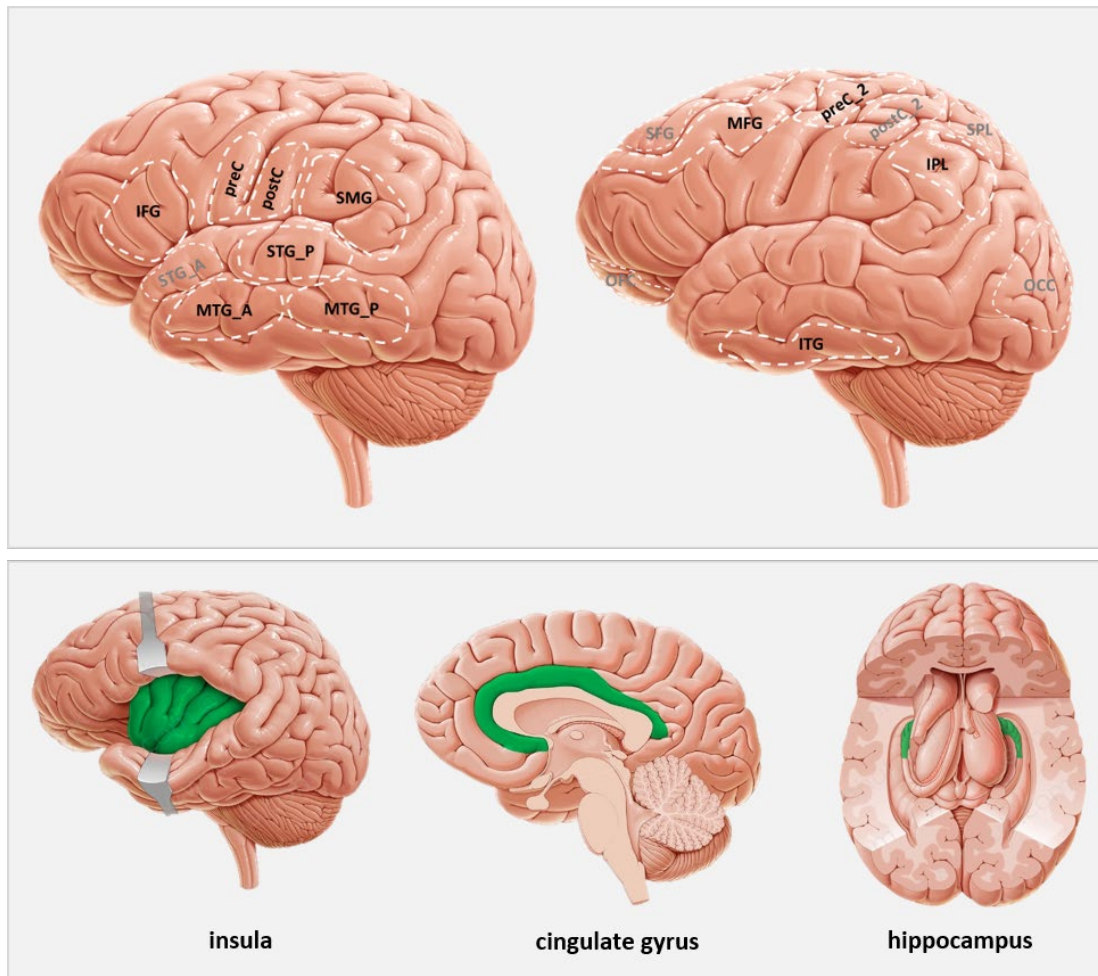 IFG
preC
postC
SMG
STG_A
STG_P
MTG_A
MTG_P
SFG
MFG
preC_2
postC_2
SPL
IPL
OFC
OCC
ITG
insula
cingulate gyrus
hippocampus